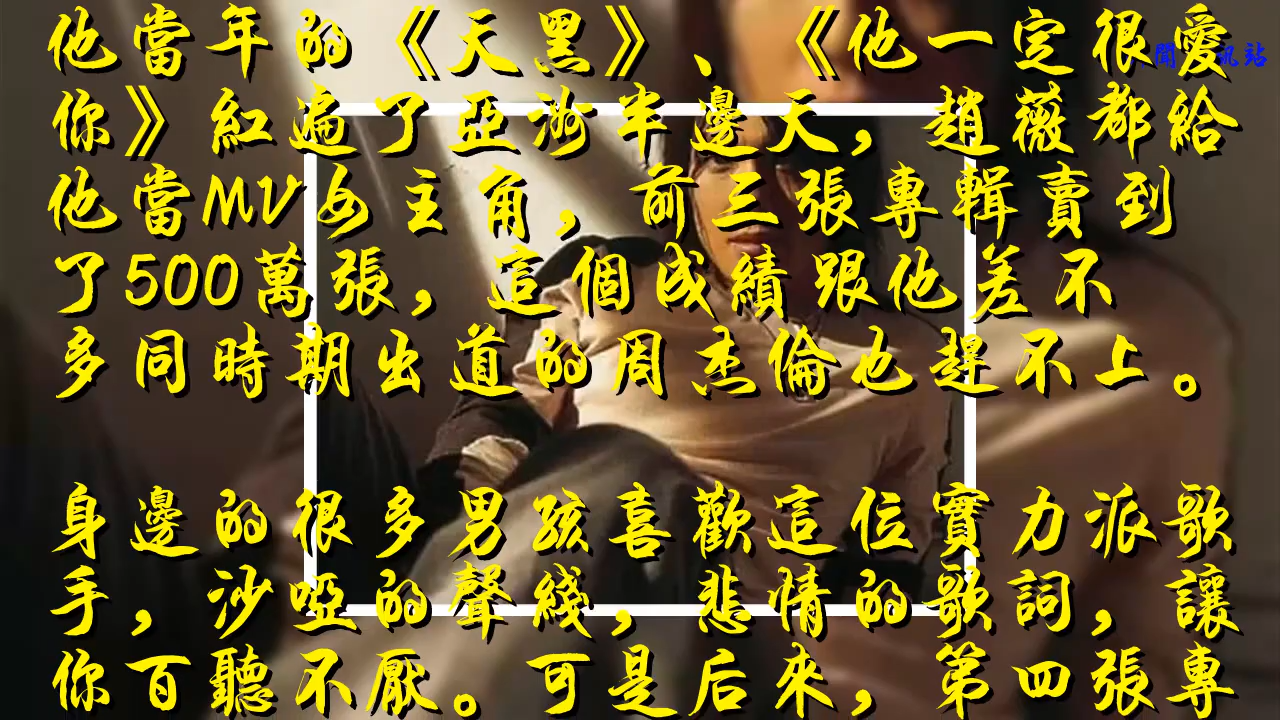 他當年的《天黑》、《他一定很愛
你》紅遍了亞洲半邊天，趙薇都給
他當MV女主角，前三張專輯賣到
了500萬張，這個成績跟他差不
多同時期出道的周杰倫也趕不上。
身邊的很多男孩喜歡這位實力派歌
手，沙啞的聲綫，悲情的歌詞，讓
你百聽不厭。可是后來，第四張專